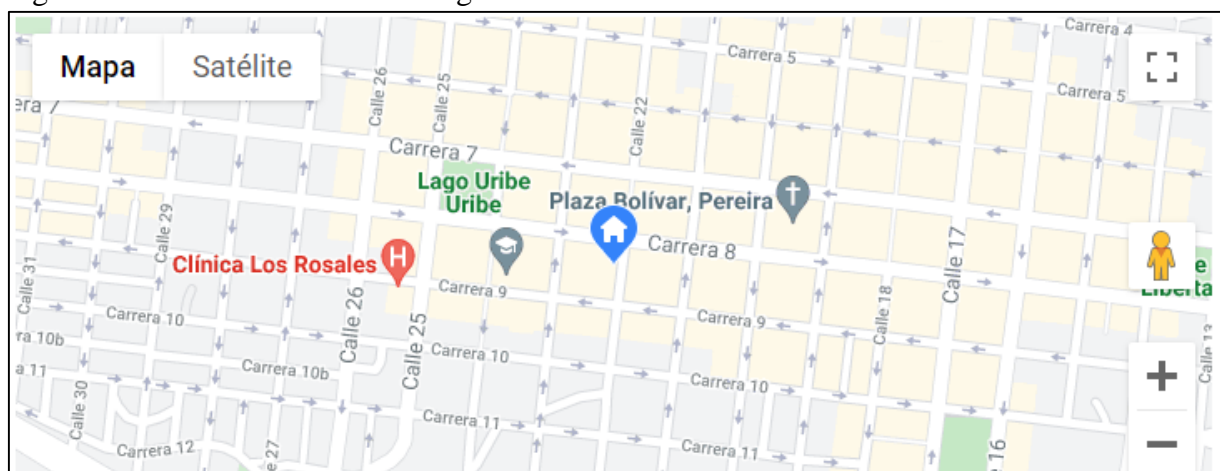 Carrera 4
Mapa
Satélite
Carrera 5
Carrera 5
Calle 26
Calle 25
Calle 22
era 7
Carrera 7
Lago Uribe
Uribe
Plaza Bolívar, Pereira
Calle 29
Carrera 8
Calle 17
Clínica Los Rosales
Calle 31
Carrera 9
e
Liberta
Calle 26
Carrera 10
Calle 18
Carrera 9
Calle 25
ra 10b
Carrera 10
Calle 13
a 11
Carrera 10b
Carrera 10
Calle 30
Carrera 11
Carrera 12
Carrera 11
27
16